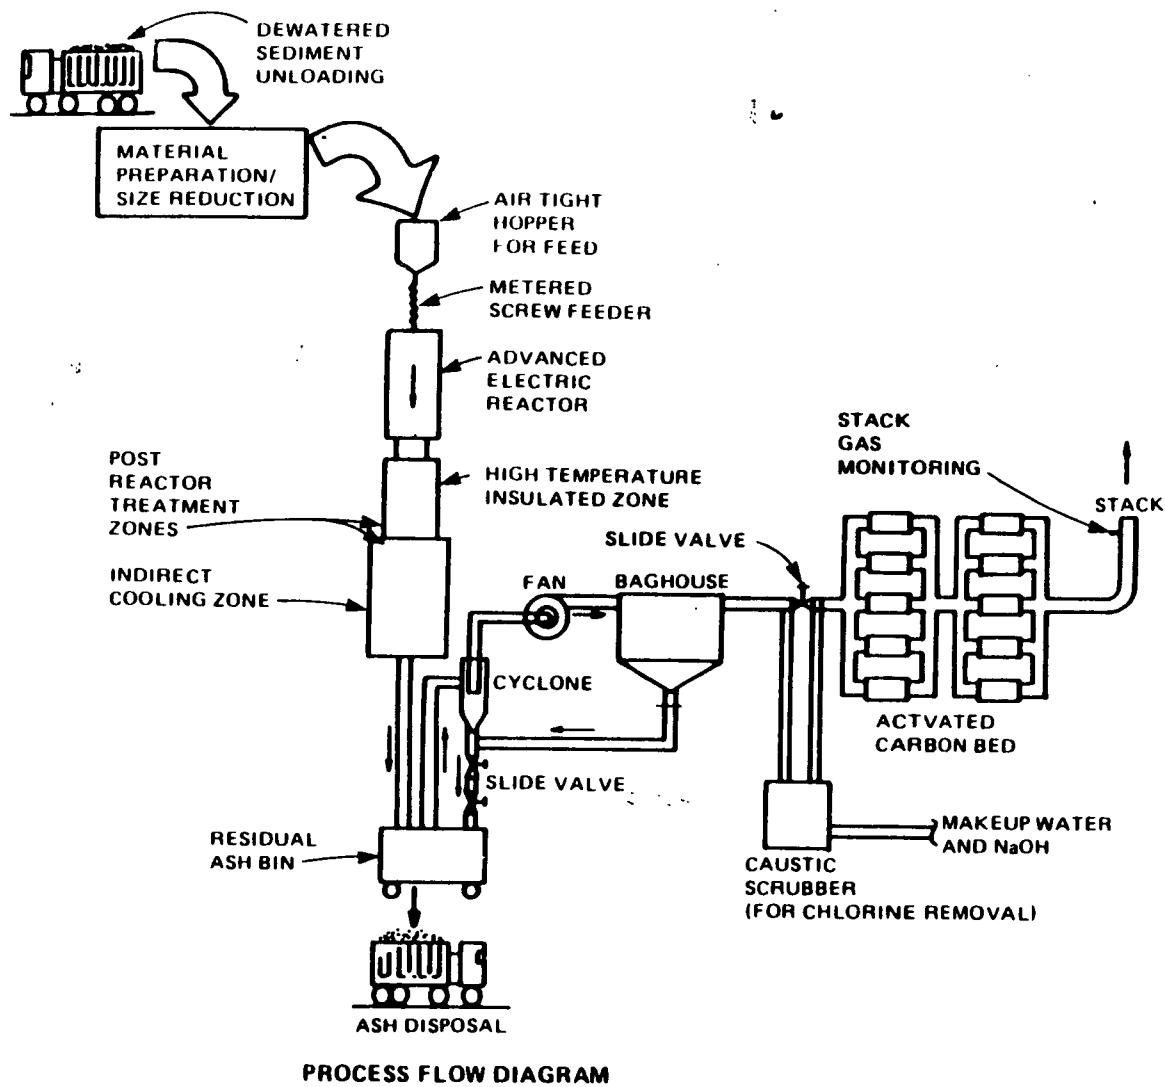 DEWATERED
SEDIMENT
UNLOADING
MATERIAL
PREPARATION/
SIZE REDUCTION
AIR TIGHT
HOPPER
FOR FEED
METERED
SCREW FEEDER
ADVANCED
ELECTRIC
REACTOR
POST
REACTOR
TREATMENT
ZONES
HIGH TEMPERATURE
INSULATED ZONE
STACK
GAS
MONITORING
STACK
SLIDE VALVE
INDIRECT
COOLING ZONE
FAN
BAGHOUSE
CYCLONE
ACTVATED
CARBON BED
SLIDE VALVE
RESIDUAL
ASH BIN
MAKEUP WATER
AND NaOH
CAUSTIC
SCRUBBER
(FOR CHLORINE REMOVAL)
ASH DISPOSAL
PROCESS FLOW DIAGRAM